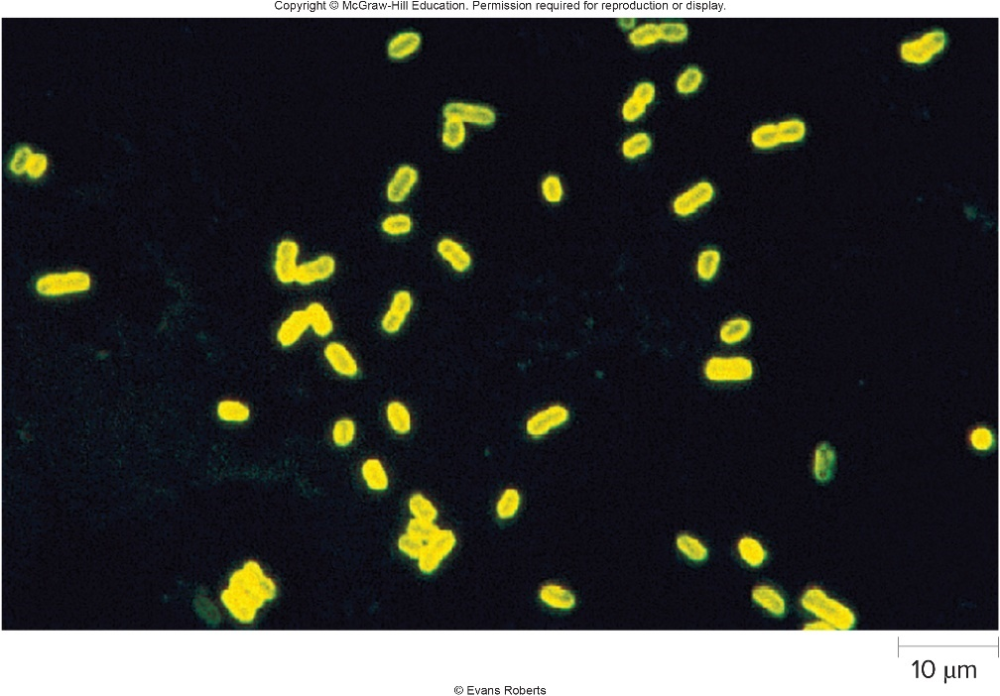 Copyright © McGraw-Hill Education. Permission required for reproduction or display.
10 μm
© Evans Roberts